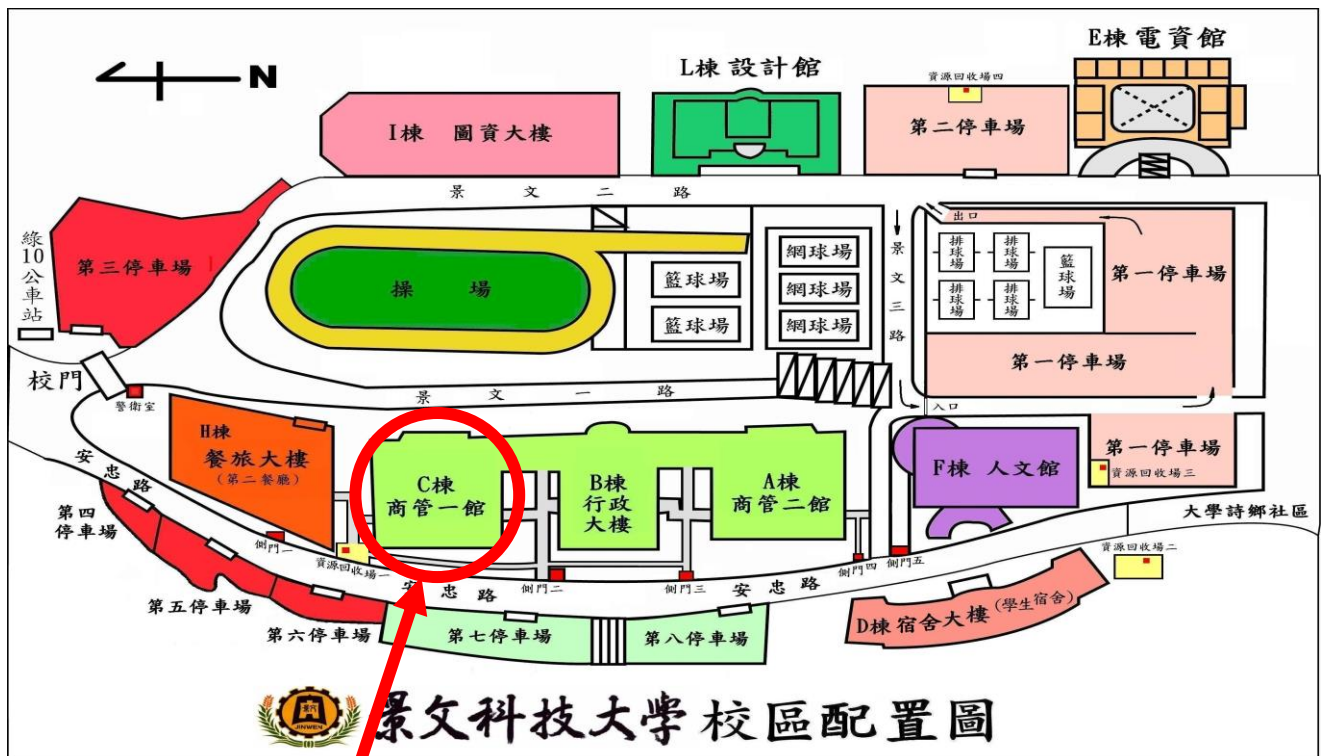 E棟電資館
L棟設計館
資源回收場四
N
第二停車場
I棟 圖資大樓
景文二路
出口
綠10公車站
第三停車場
操場
籃球場
籃球場
網球場
網球場
網球場
景文三路
排球場
排球場
排球場
排球場
籃球場
第一停車場
第一停車場
校門
警衛室
景文一路
入口
H棟
餐旅大樓
(第二餐廳)
C棟
商管一館
B棟
行政
大樓
A棟
商管二館
F棟 人文館
第一停車場
資源回收場三
安忠路
第四
停車場
側門一
資源回收場一
大學詩鄉社區
資源回收場二
第五停車場
第六停車場
安忠路
側門二
側門三
安忠路
側門四
側門五
第七停車場
第八停車場
D棟宿舍大樓(學生宿舍)
JINWEN
景文科技大學校區配置圖